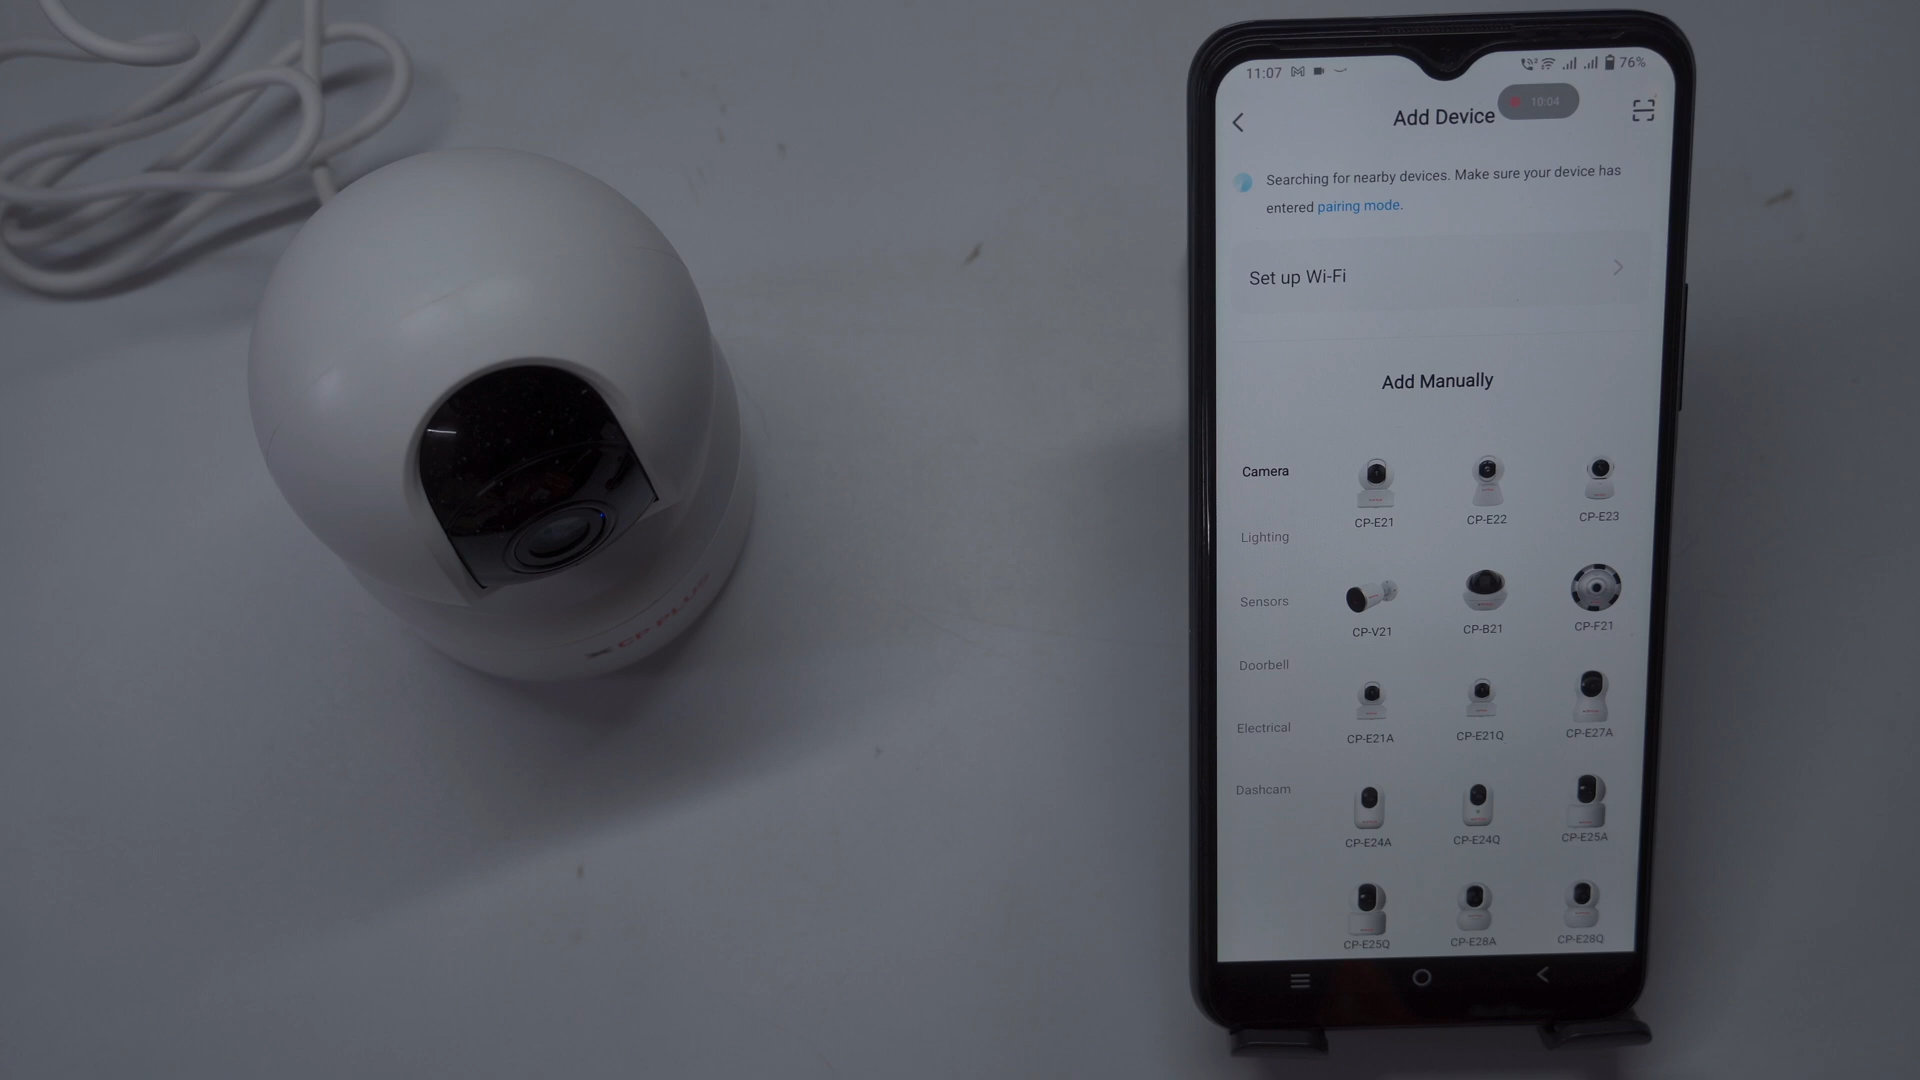 11:07
76%
10:04
Add Device
Searching for nearby devices. Make sure your device has
entered pairing mode.
Set up Wi-Fi
Add Manually
Camera
Lighting
Sensors
Doorbell
Electrical
Dashcam
CP-E21 CP-E22 CP-E23
CP-V21 CP-B21 CP-F21
CP-E21A CP-E21Q CP-E27A
CP-E24A CP-E24Q CP-E25A
CP-E25Q CP-E28A CP-E28Q
CP PLUS